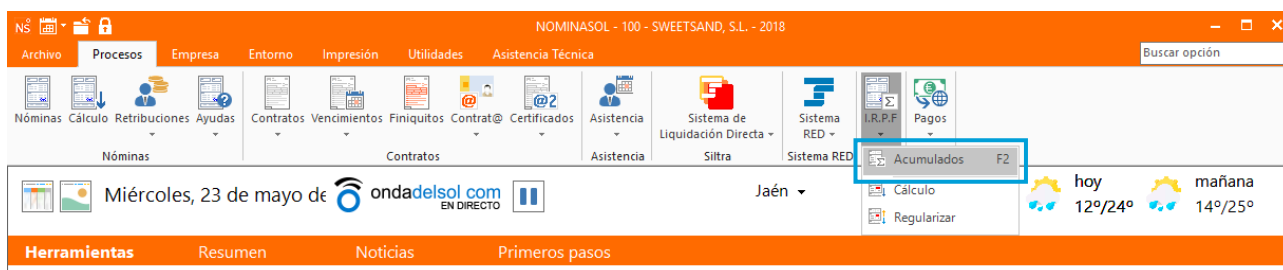 NS
NOMINASOL - 100 - SWEETSAND, S.L. - 2018
Archivo Procesos Empresa Entorno Impresión Utilidades Asistencia Técnica Buscar opción
Nóminas Cálculo Retribuciones Ayudas Contratos Vencimientos Finiquitos Contrat@ Certificados Asistencia Sistema de Liquidación Directa Sistema RED I.R.P.F Pagos
Nóminas Contratos Asistencia Siltra Sistema RED
Acumulados F2
Cálculo
Regularizar
Miércoles, 23 de mayo de ondadelsol com EN DIRECTO Jaén hoy 12º/24º mañana 14º/25º
Herramientas Resumen Noticias Primeros pasos